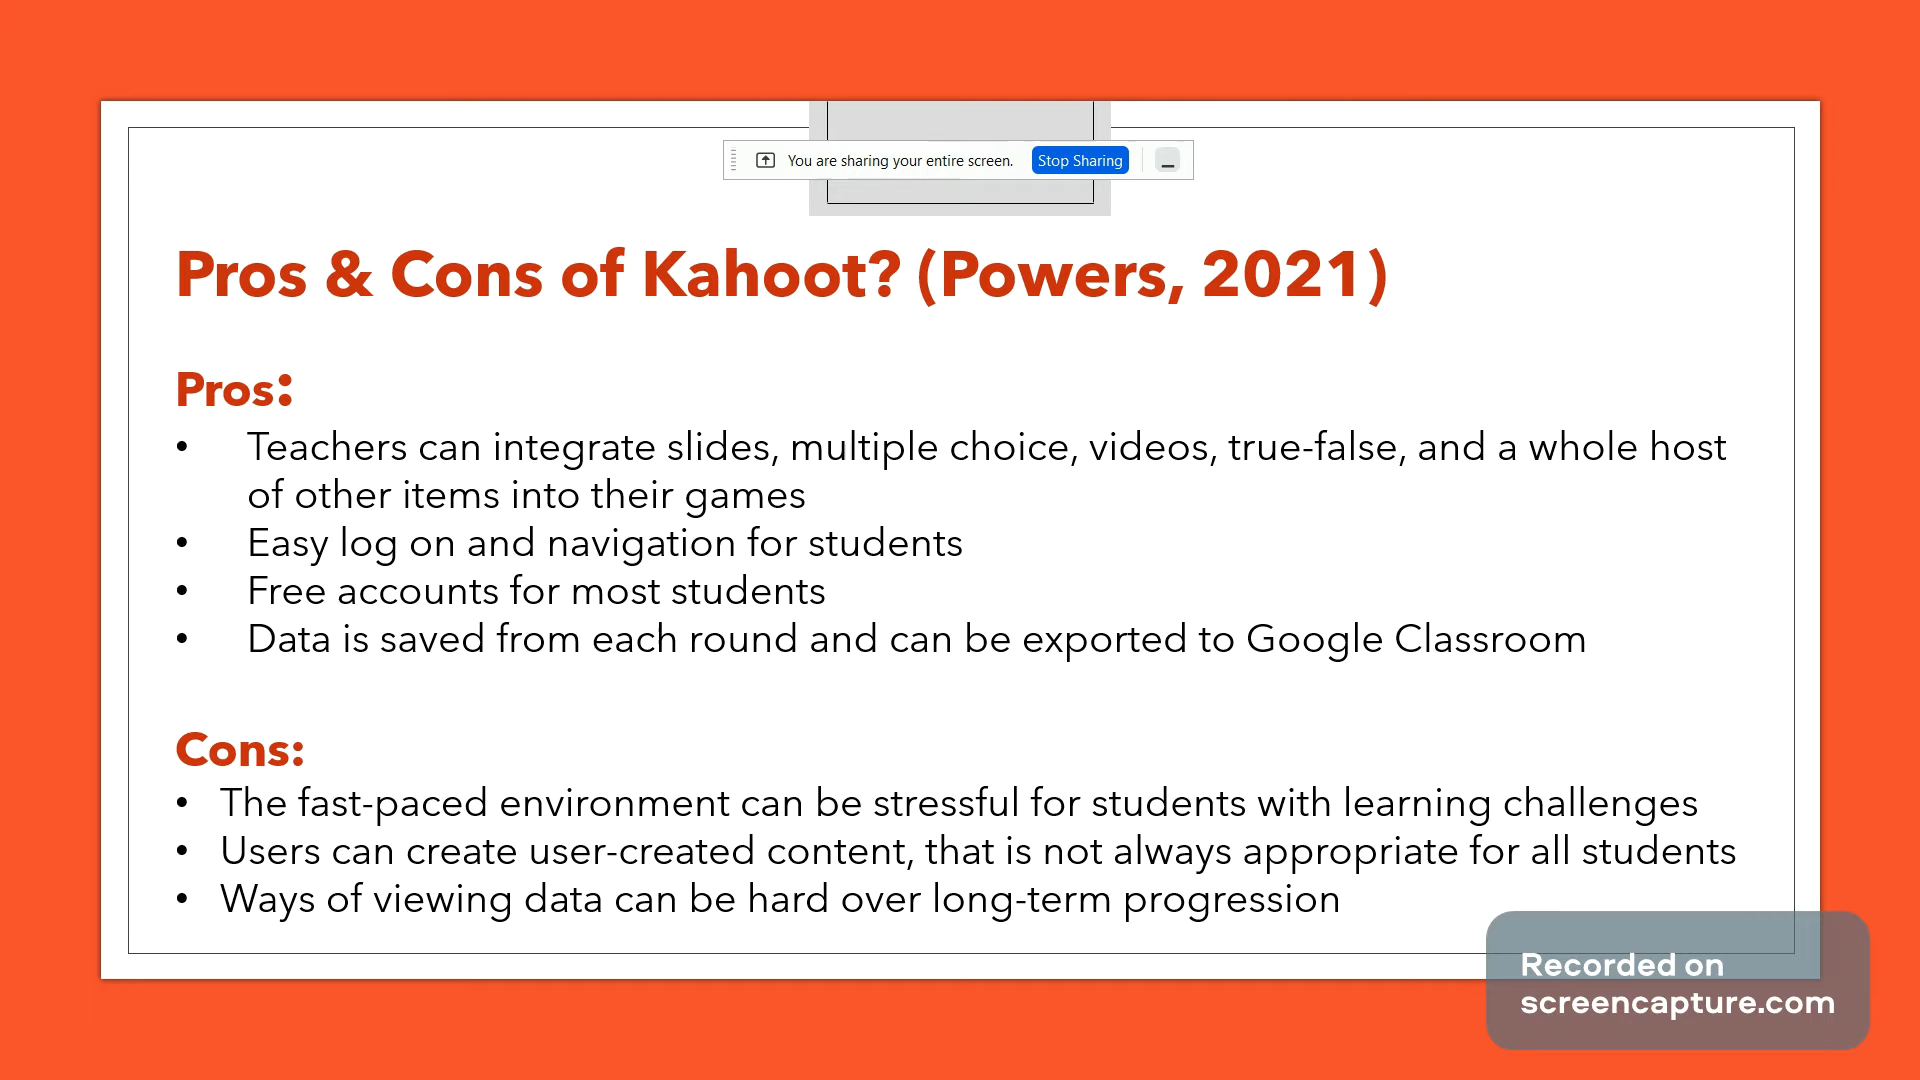 You are sharing your entire screen. Stop Sharing
Pros & Cons of Kahoot? (Powers, 2021)
Pros:
• Teachers can integrate slides, multiple choice, videos, true-false, and a whole host
of other items into their games
• Easy log on and navigation for students
• Free accounts for most students
• Data is saved from each round and can be exported to Google Classroom
Cons:
• The fast-paced environment can be stressful for students with learning challenges
• Users can create user-created content, that is not always appropriate for all students
• Ways of viewing data can be hard over long-term progression
Recorded on
screencapture.com